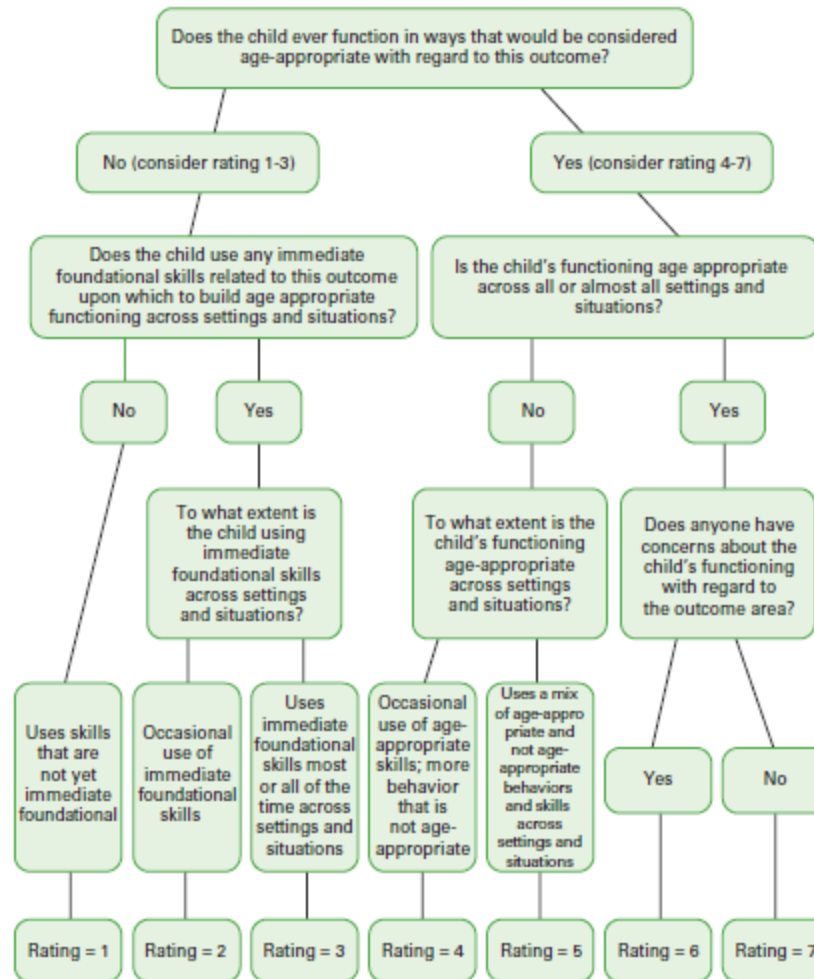 Does the child ever function in ways that would be considered
age-appropriate with regard to this outcome?
No (consider rating 1-3)
Yes (consider rating 4-7)
Does the child use any immediate
foundational skills related to this outcome
upon which to build age appropriate
functioning across settings and situations?
Is the child's functioning age appropriate
across all or almost all settings and
situations?
No
Yes
No
Yes
To what extent is
the child using
immediate
foundational skills
across settings
and situations?
To what extent is the
child's functioning
age-appropriate
across settings
and situations?
Does anyone have
concerns about the
child's functioning
with regard to
the outcome area?
Uses skills
that are
not yet
immediate
foundational
Occasional
use of
immediate
foundational
skills
Uses
immediate
foundational
skills most
or all of the
time across
settings and
situations
Occasional
use of age-
appropriate
skills; more
behavior
that is
not age-
appropriate
Uses a mix
of age-appro
priate and
not age-
appropriate
behaviors
and skills
across
settings and
situations
Yes
No
Rating = 1
Rating = 2
Rating = 3
Rating = 4
Rating = 5
Rating = 6
Rating = 7